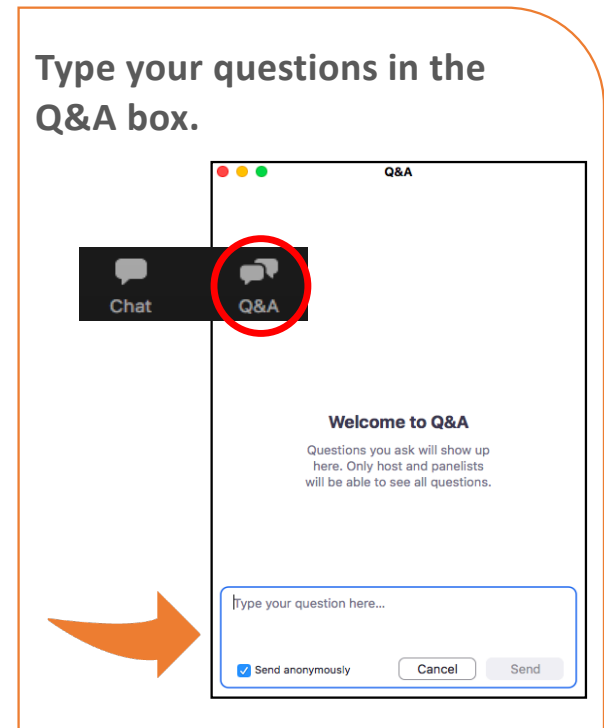 Type your questions in the
Q&A box.
Q&A
Chat
Q&A
Welcome to Q&A
Questions you ask will show up
here. Only host and panelists
will be able to see all questions.
Type your question here...
Send anonymously
Cancel
Send